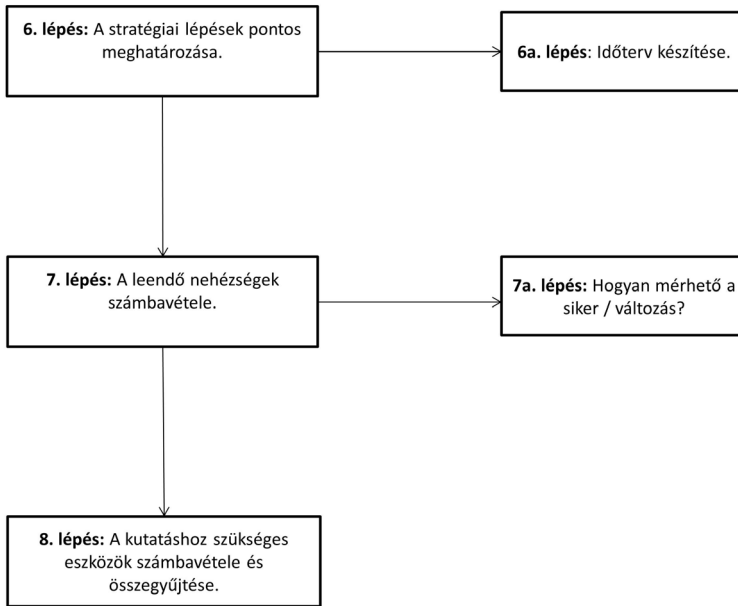 6. lépés: A stratégiai lépések pontos
meghatározása.
6a. lépés: Időterv készítése.
7. lépés: A leendő nehézségek
számbavétele.
7a. lépés: Hogyan mérhető a
siker / változás?
8. lépés: A kutatáshoz szükséges
eszközök számbavétele és
összegyűjtése.